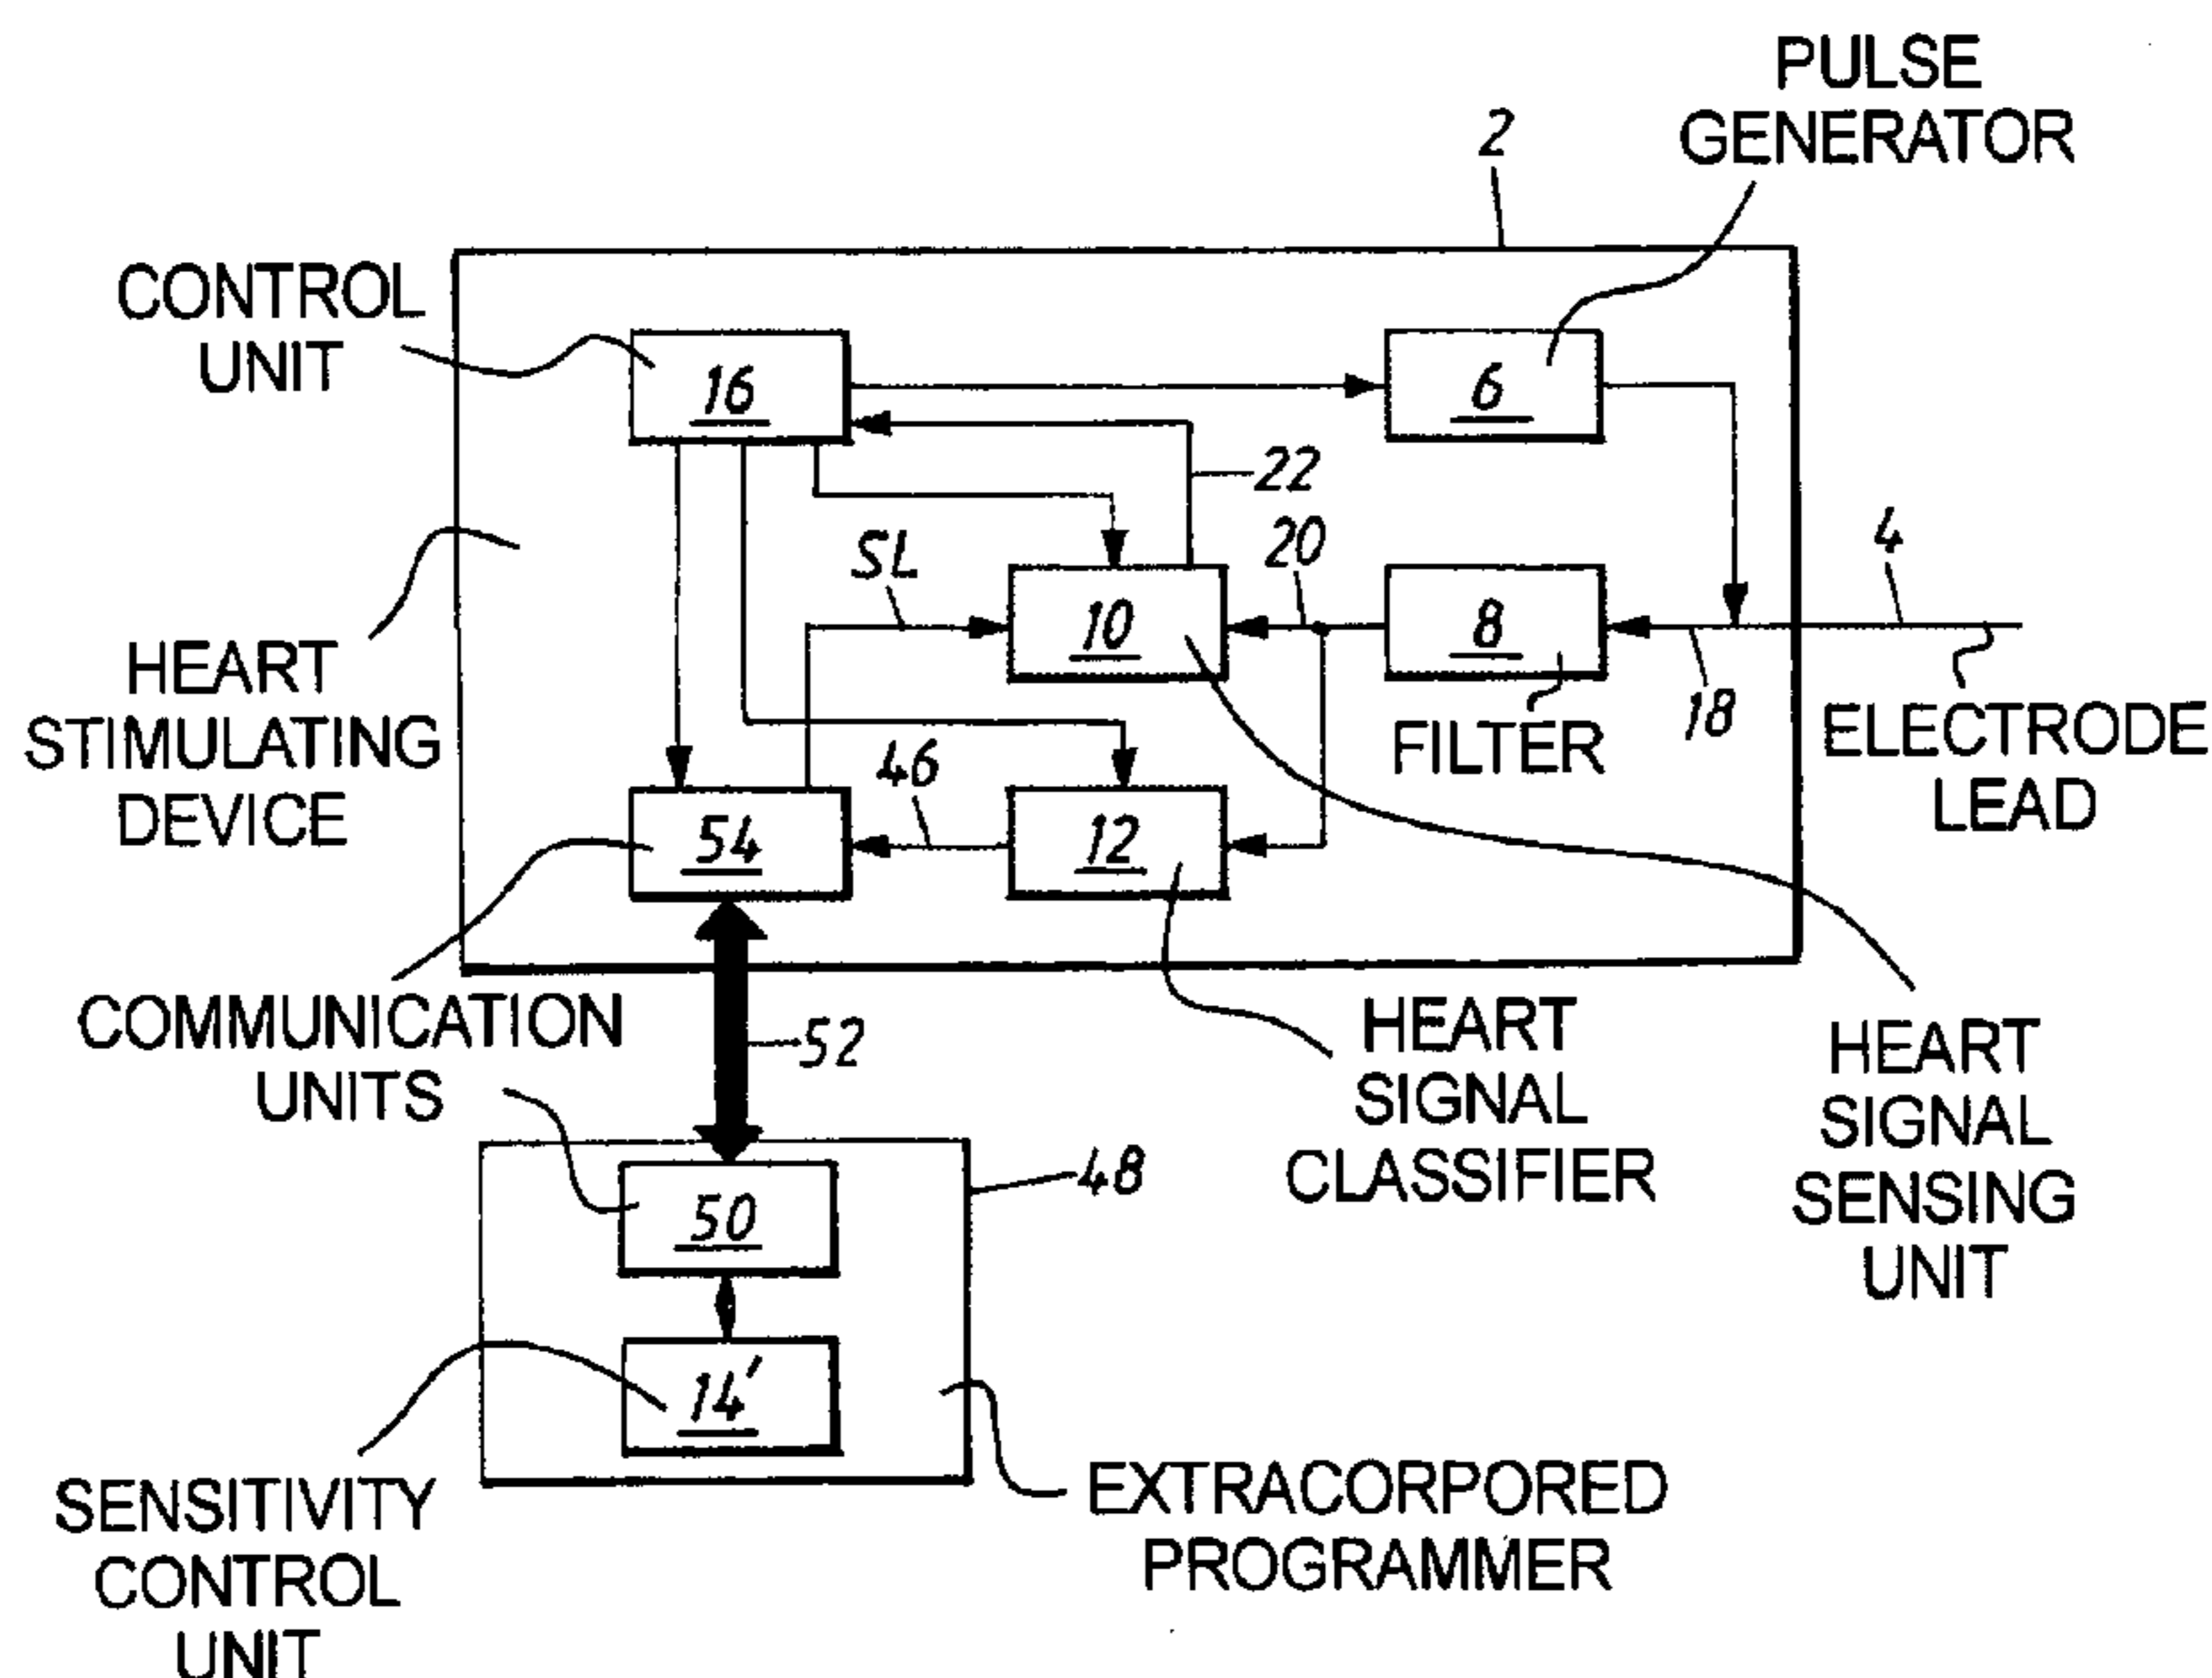 PULSE
GENERATOR
2
CONTROL
UNIT
16
6
22
20
SL
4
10
8
18
HEART
STIMULATING
DEVICE
FILTER
ELECTRODE
LEAD
46
54
12
COMMUNICATION
UNITS
52
HEART
SIGNAL
CLASSIFIER
HEART
SIGNAL
SENSING
UNIT
48
50
14'
SENSITIVITY
CONTROL
UNIT
EXTRACORPORED
PROGRAMMER